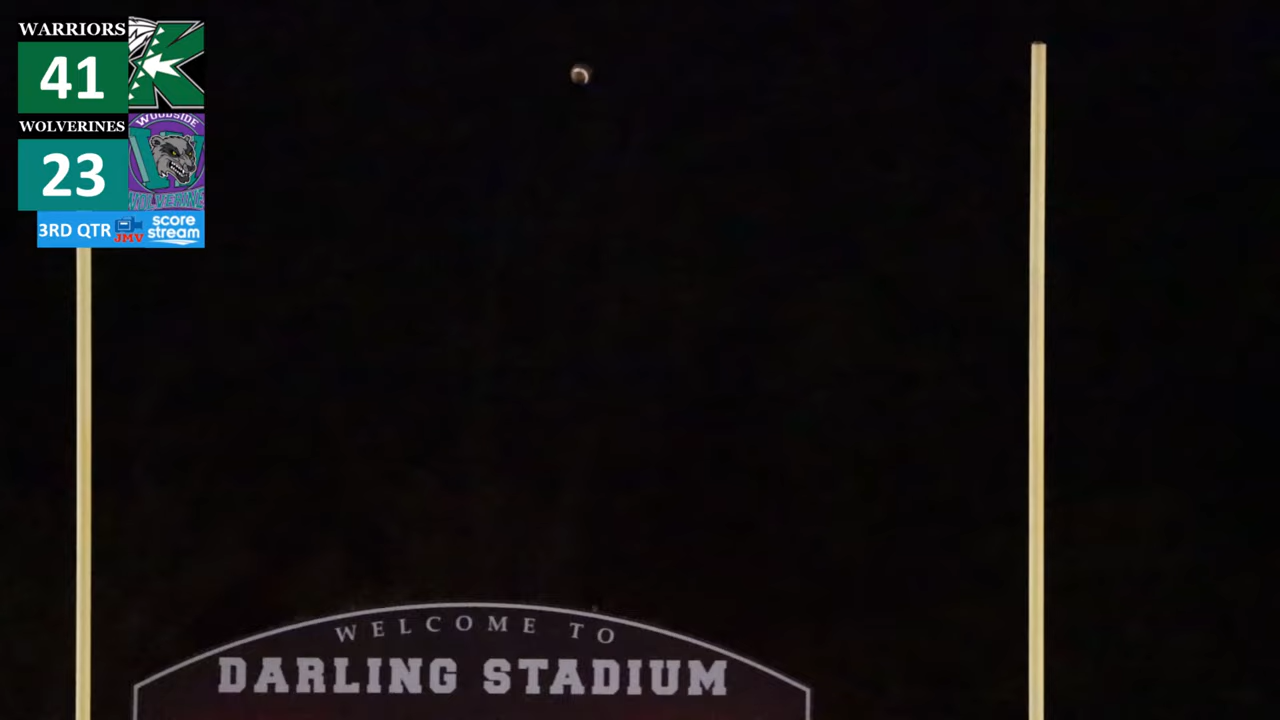 WARRIORS
41
K
WOLVERINES
WOODSIDE
W
WOLVERINES
23
3RD QTR
JMV
score
stream
WELCOME TO
DARLING STADIUM